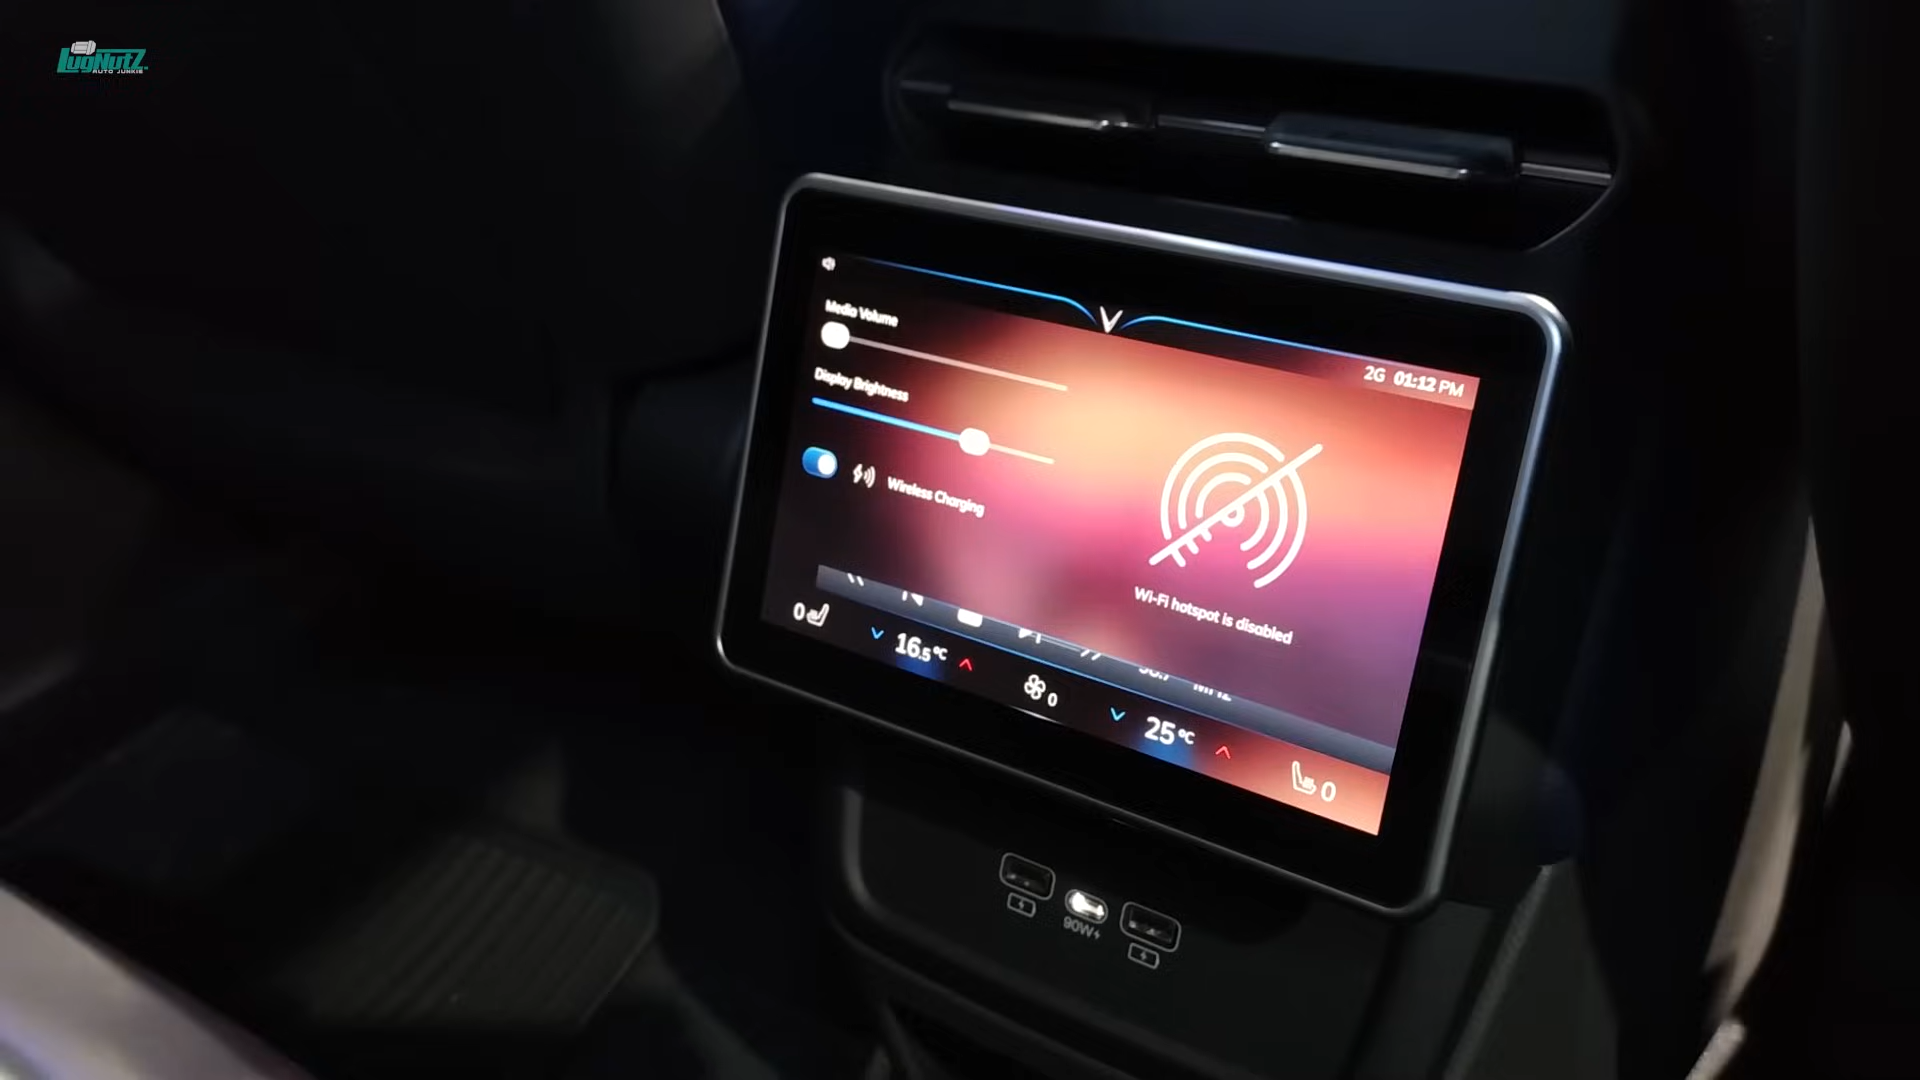 LugNutz
AUTO JUNKIE
Media Volume
2G 01:12 PM
Display Brightness
Wireless Charging
Wi-Fi hotspot is disabled
0
16.5°C
0
25°C
0
90W